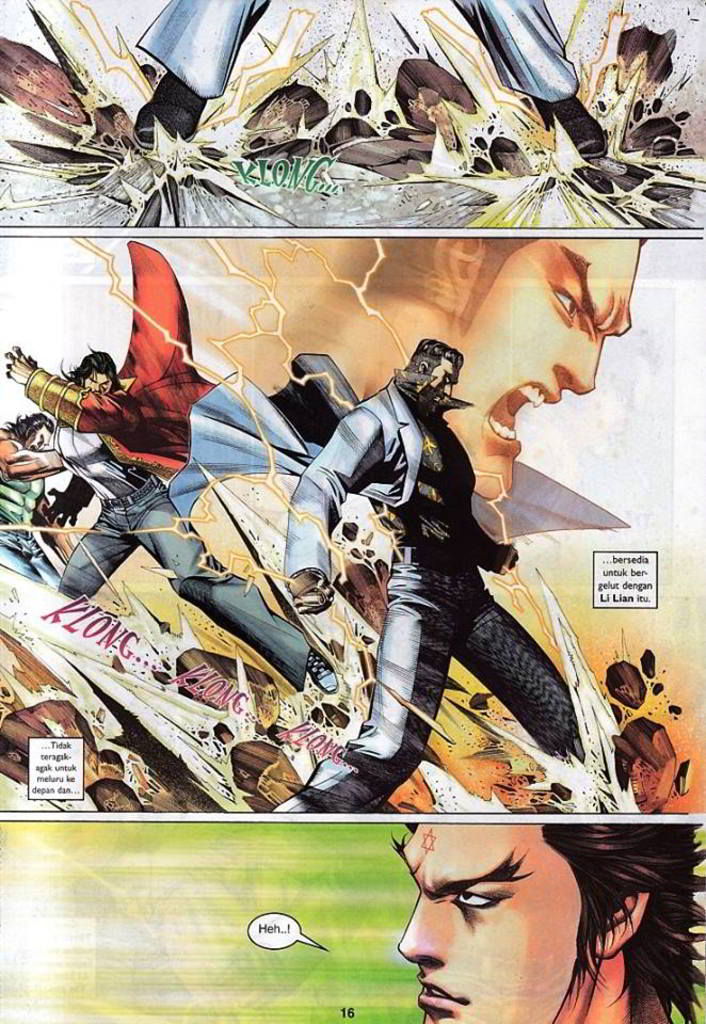 KLONG...
...bersedia
untuk ber-
gelut dengan
Li Lian itu.
KLONG...
KLONG...
KLONG...
...Tidak
teragak-
agak untuk
meluru ke
depan dan...
Heh..!
16